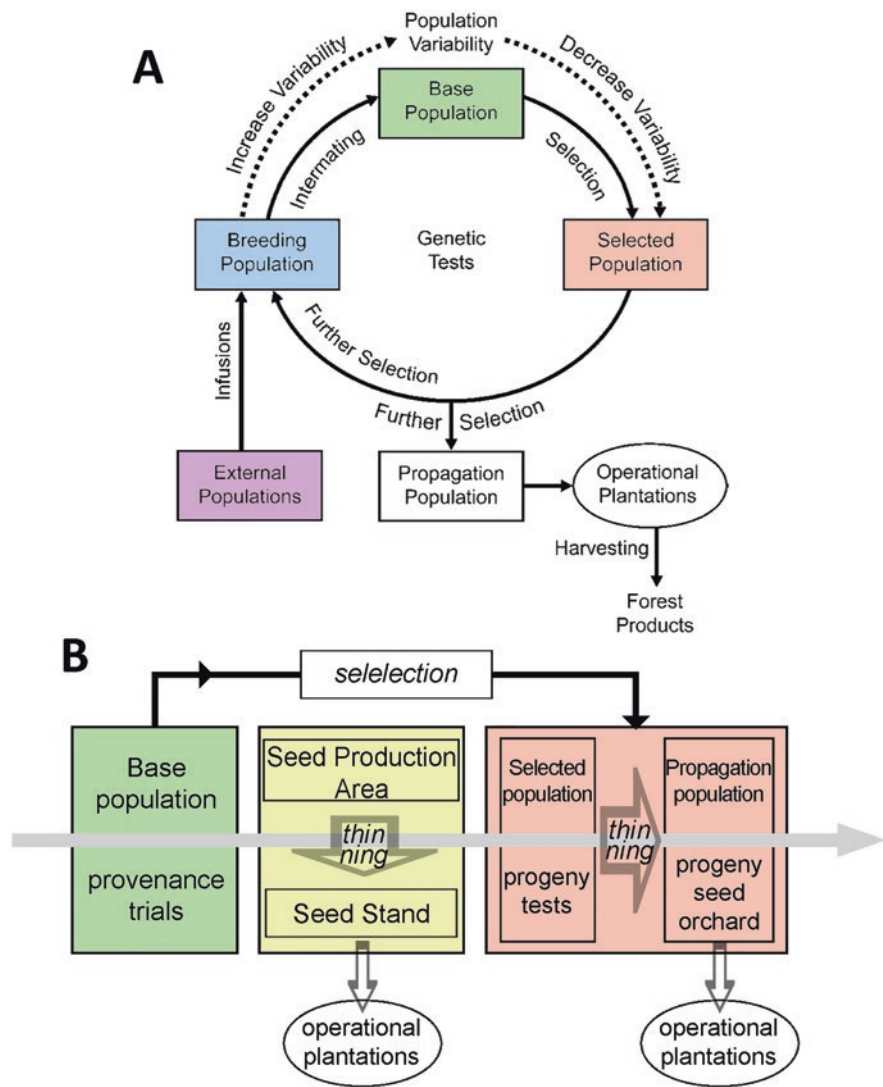 A
Population
Variability
Increase Variability
Decrease Variability
Base
Population
Intermating
Selection
Breeding
Population
Genetic
Tests
Selected
Population
Infusions
Further Selection
Further Selection
External
Populations
Propagation
Population
Operational
Plantations
Harvesting
Forest
Products
B
selelection
Base
population
provenance
trials
Seed Production
Area
thin
ning
Seed Stand
operational
plantations
Selected
population
progeny
tests
thin
ning
Propagation
population
progeny
seed
orchard
operational
plantations